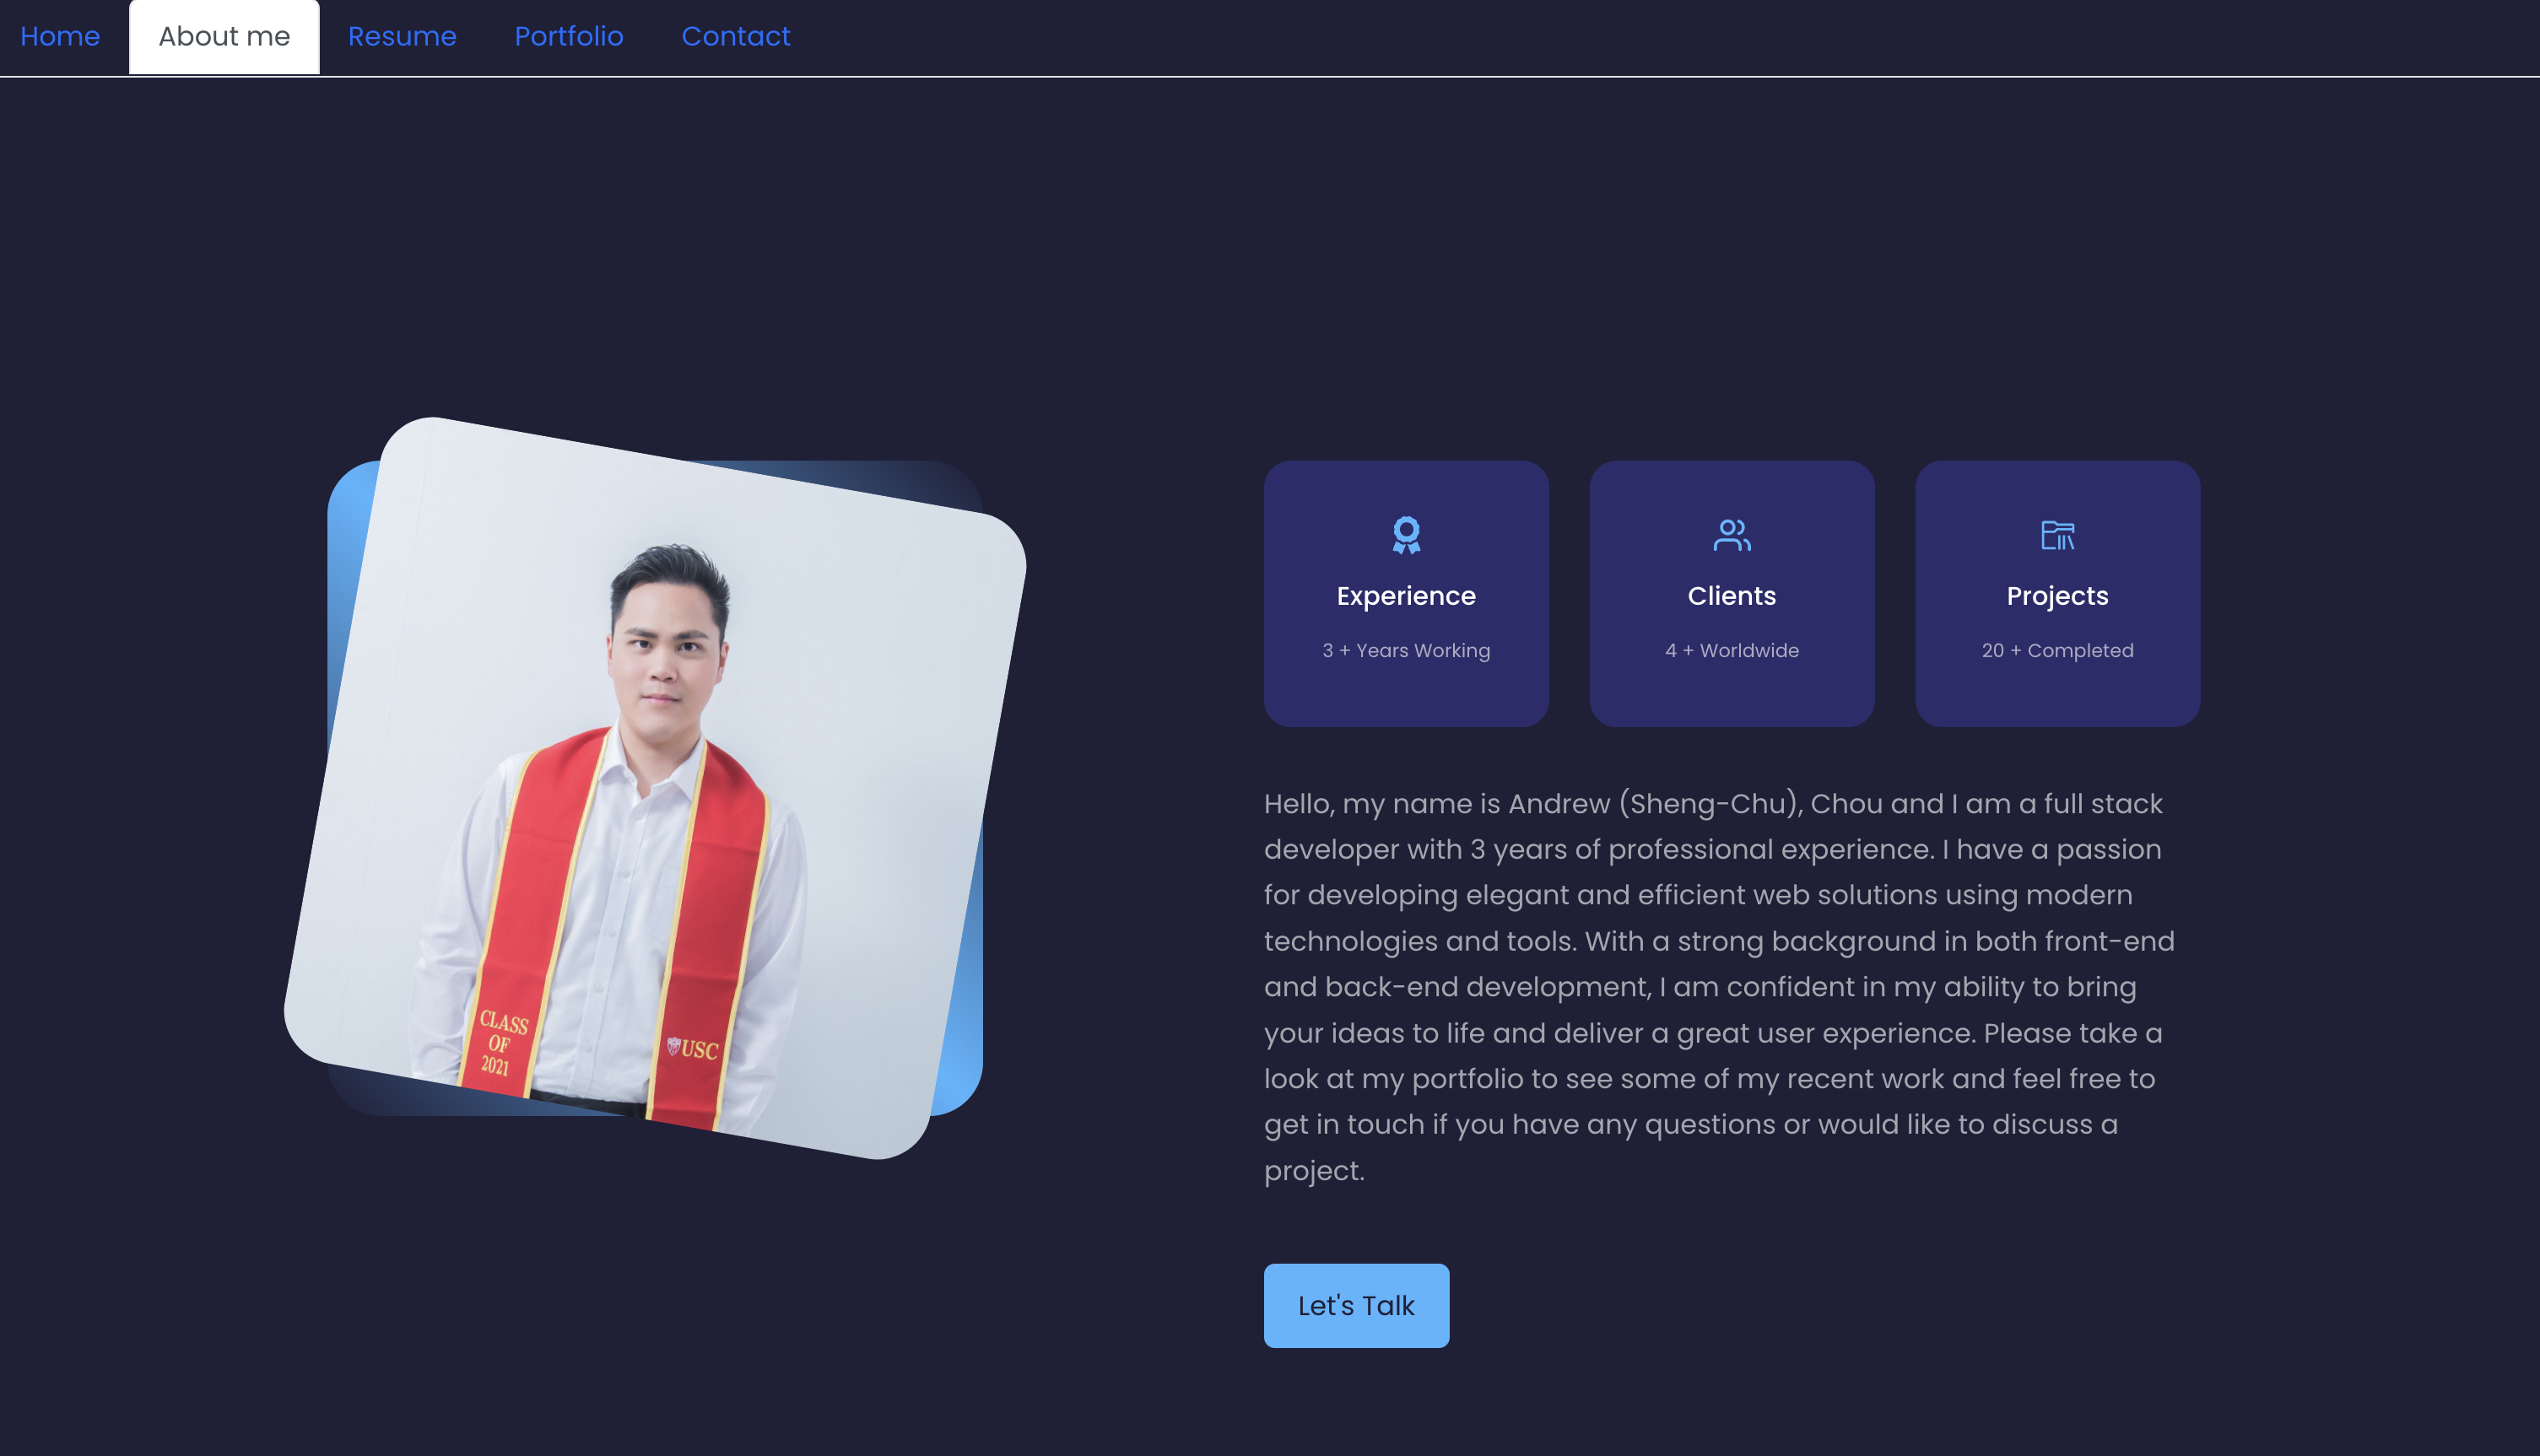 Home
About me
Resume
Portfolio
Contact
CLASS
OF
2021
USC
Experience
3 + Years Working
Clients
4 + Worldwide
Projects
20 + Completed
Hello, my name is Andrew (Sheng-Chu), Chou and I am a full stack
developer with 3 years of professional experience. I have a passion
for developing elegant and efficient web solutions using modern
technologies and tools. With a strong background in both front-end
and back-end development, I am confident in my ability to bring
your ideas to life and deliver a great user experience. Please take a
look at my portfolio to see some of my recent work and feel free to
get in touch if you have any questions or would like to discuss a
project.
Let's Talk